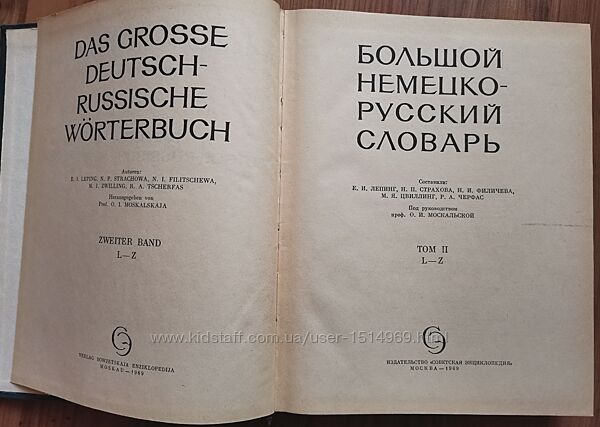 DAS GROSSE
DEUTSCH-
RUSSISCHE
WÖRTERBUCH
Autoren:
E. I. LEPING, N. P. STRACHOWA, N. I. FILITSCHEWA,
M. J. ZWILLING, R. A. TSCHERFAS
Herausgegeben von
Prof. O. I. MOSKALSKAJA
ZWEITER BAND
L—Z
VERLAG SOWJETSKAJA ENZIKLOPEDIJA
MOSKAU — 1969
БОЛЬШОЙ
НЕМЕЦКО-
РУССКИЙ
СЛОВАРЬ
Составили:
Е. И. ЛЕПИНГ, Н. П. СТРАХОВА, Н. И. ФИЛИЧЕВА,
М. Я. ЦВИЛЛИНГ, Р. А. ЧЕРФАС
Под руководством
проф. О. И. МОСКАЛЬСКОЙ
ТОМ II
L—Z
ИЗДАТЕЛЬСТВО «СОВЕТСКАЯ ЭНЦИКЛОПЕДИЯ»
МОСКВА — 1969
www.kidstaff.com.ua/user-1514969.html